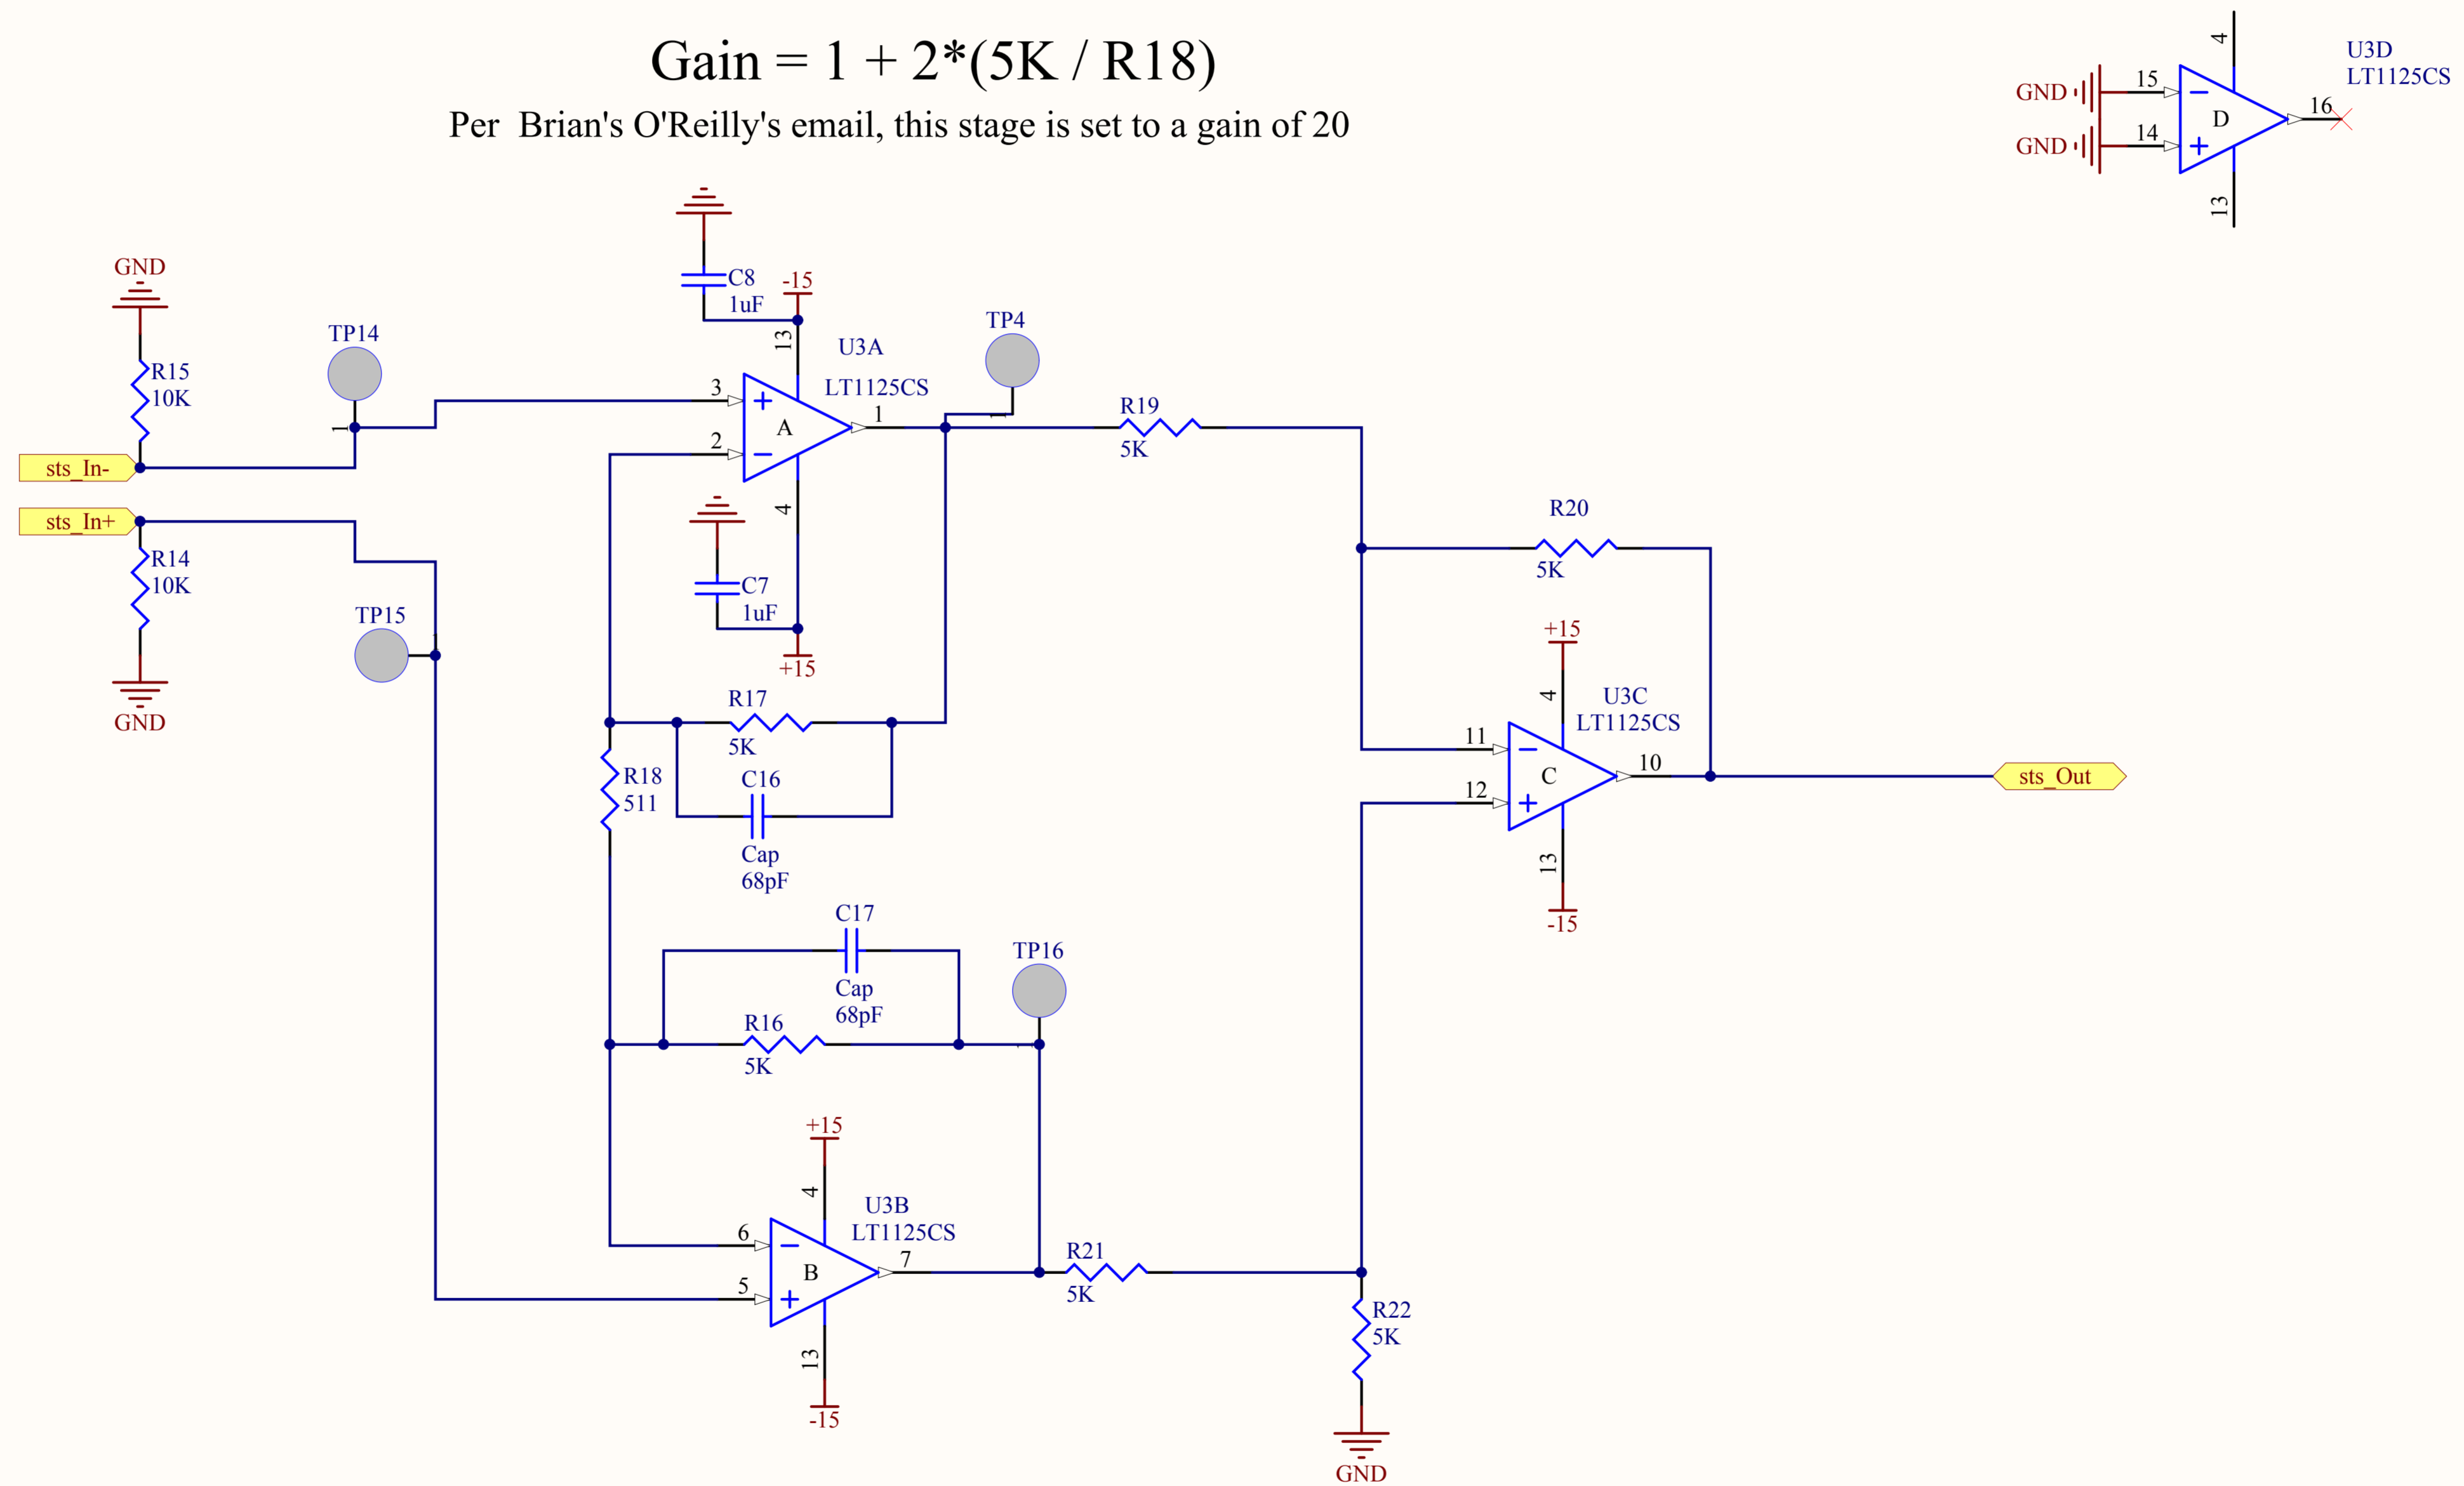 Gain = 1 + 2*(5K / R18)
Per  Brian's O'Reilly's email, this stage is set to a gain of 20
4
U3D
LT1125CS
GND
15
D
16
GND
14
13
GND
R15
10K
TP14
1
sts_In-
sts_In+
R14
10K
TP15
1
GND
C8
1uF
-15
13
U3A
LT1125CS
3
A
1
2
4
C7
1uF
+15
TP4
1
R19
5K
R20
5K
R17
5K
R18
511
C16
Cap
68pF
+15
4
U3C
LT1125CS
11
C
10
12
13
-15
sts_Out
C17
Cap
68pF
TP16
1
R16
5K
+15
4
U3B
LT1125CS
6
B
7
5
13
-15
R21
5K
R22
5K
GND